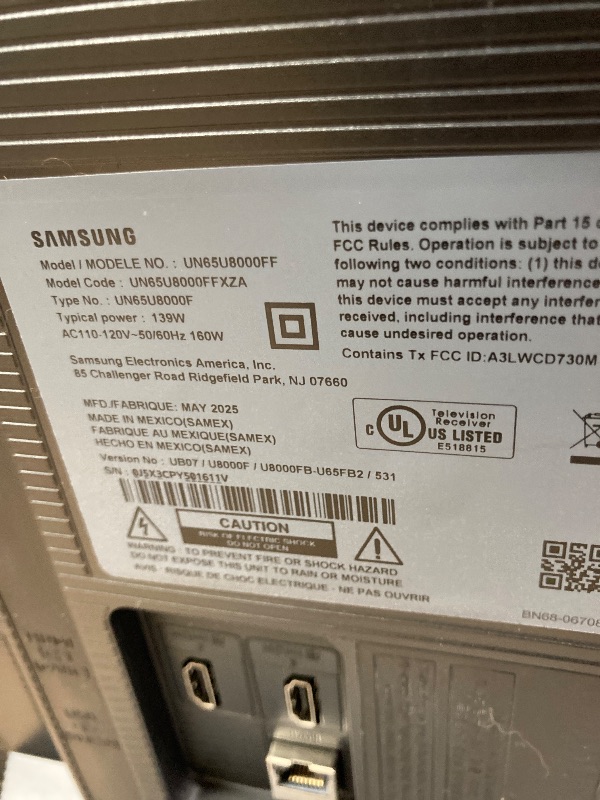 SAMSUNG
Model / MODELE NO. : UN65U8000FF
Model Code : UN65U8000FFXZA
Type No. : UN65U8000F
Typical power : 139W
AC110-120V~50/60Hz 160W
Samsung Electronics America, Inc.
85 Challenger Road Ridgefield Park, NJ 07660
This device complies with Part 15
FCC Rules. Operation is subject to
following two conditions: (1) this
may not cause harmful interference
this device must accept any
received, including interference
cause undesired operation.
Contains Tx FCC ID:A3LWCD730M
MFD./FABRIQUE: MAY 2025
MADE IN MEXICO(SAMEX)
FABRIQUE AU MEXIQUE(SAMEX)
HECHO EN MEXICO(SAMEX)
Version No : UB07 / U8000F / U8000FB-U65FB2 / 531
S/N : 0J5X3CPY501611V
C UL US LISTED
Television
Receiver
E518815
CAUTION
RISK OF ELECTRIC SHOCK
DO NOT OPEN
WARNING : TO PREVENT FIRE OR SHOCK HAZARD
DO NOT EXPOSE THIS UNIT TO RAIN OR MOISTURE
AVIS : RISQUE DE CHOC ELECTRIQUE - NE PAS OUVRIR
BN68-06708